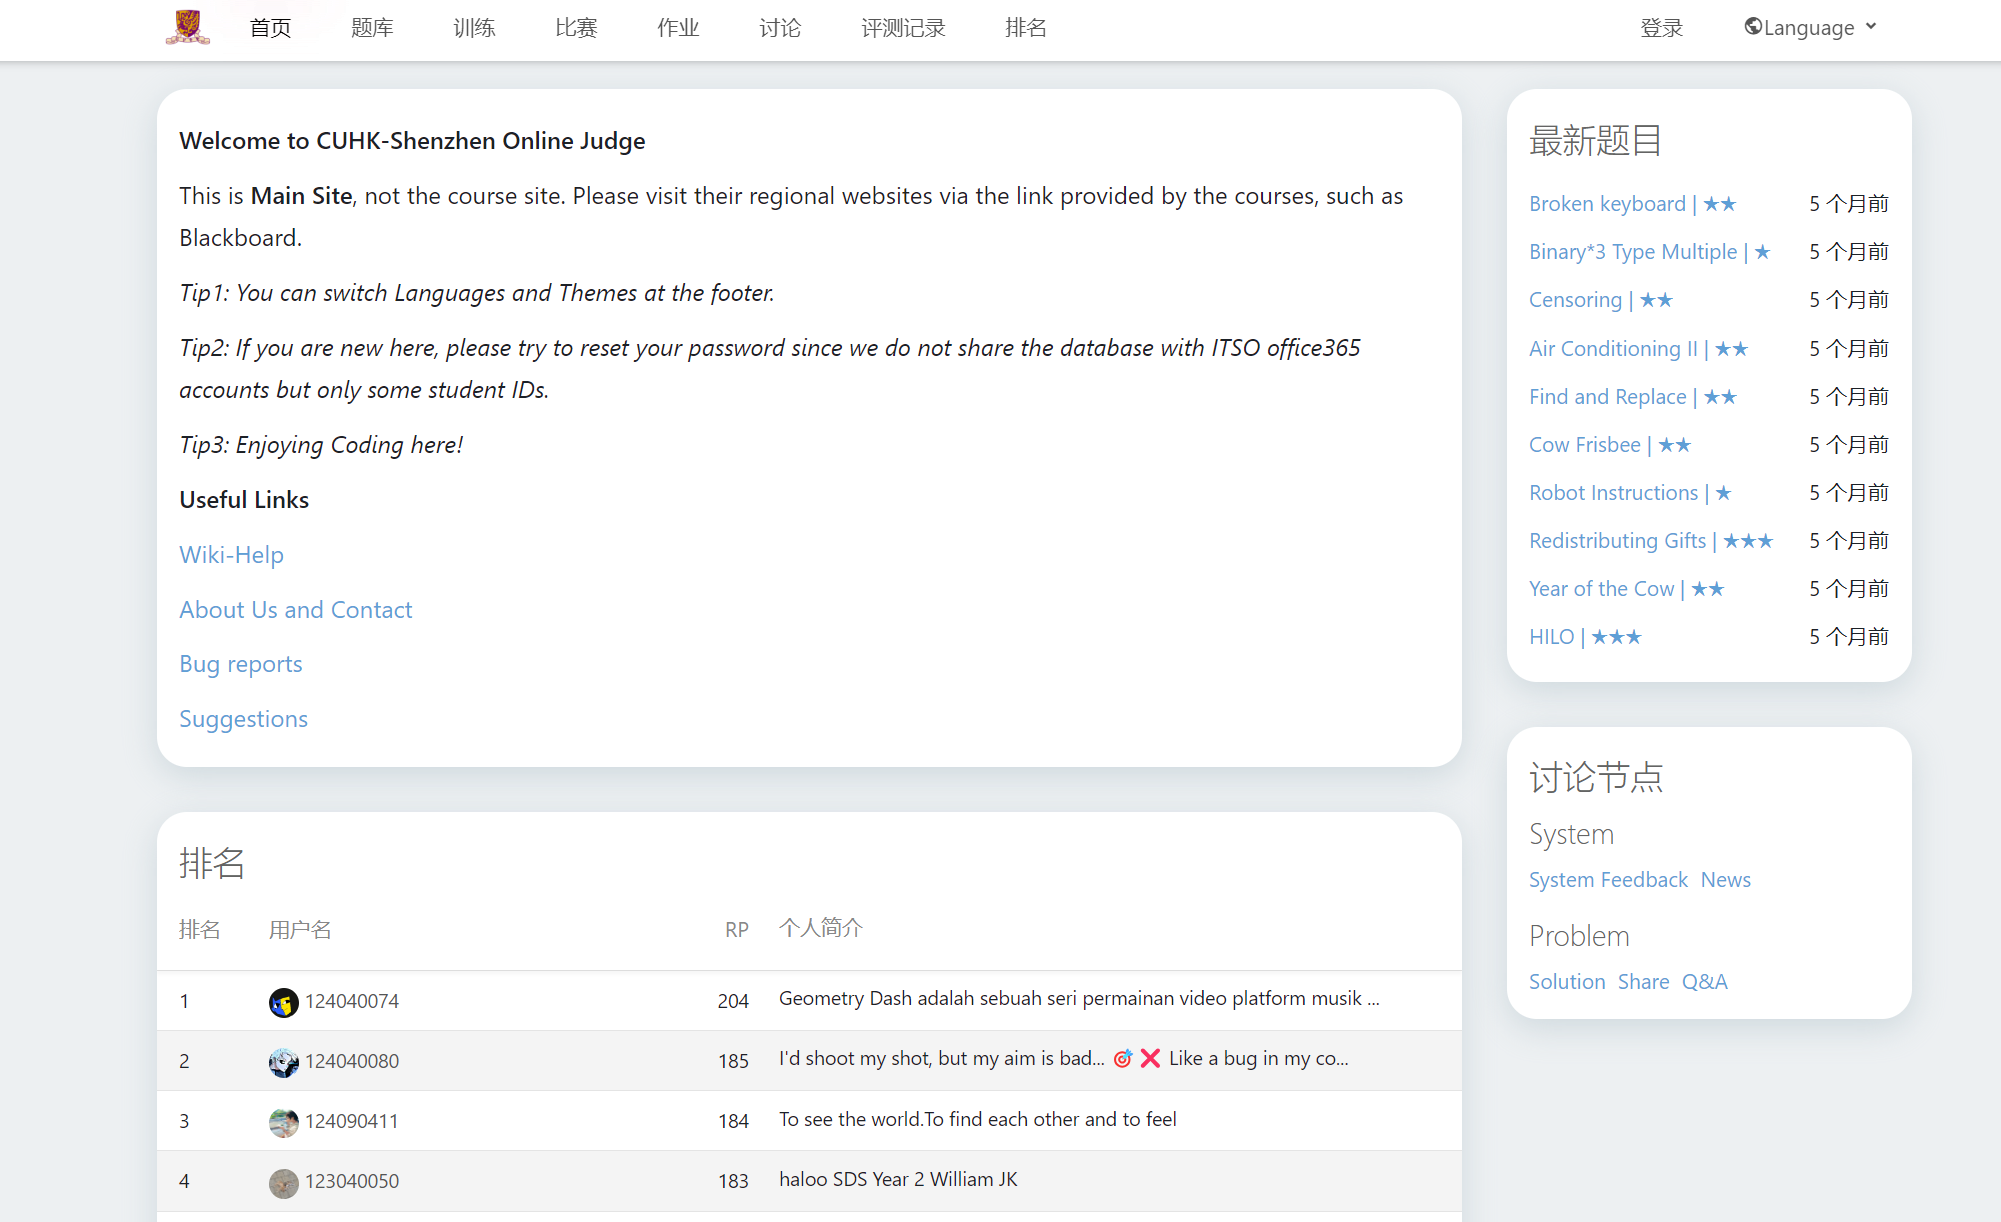 首页 题库 训练 比赛 作业 讨论 评测记录 排名 登录 Language
Welcome to CUHK-Shenzhen Online Judge
This is Main Site, not the course site. Please visit their regional websites via the link provided by the courses, such as
Blackboard.
Tip1: You can switch Languages and Themes at the footer.
Tip2: If you are new here, please try to reset your password since we do not share the database with ITSO office365
accounts but only some student IDs.
Tip3: Enjoying Coding here!
Useful Links
Wiki-Help
About Us and Contact
Bug reports
Suggestions
排名
排名 用户名 RP 个人简介
1 124040074 204 Geometry Dash adalah sebuah seri permainan video platform musik ...
2 124040080 185 I'd shoot my shot, but my aim is bad... 🎯 ❌ Like a bug in my co...
3 124090411 184 To see the world.To find each other and to feel
4 123040050 183 haloo SDS Year 2 William JK
最新题目
Broken keyboard | ★★ 5 个月前
Binary*3 Type Multiple | ★ 5 个月前
Censoring | ★★ 5 个月前
Air Conditioning II | ★★ 5 个月前
Find and Replace | ★★ 5 个月前
Cow Frisbee | ★★ 5 个月前
Robot Instructions | ★ 5 个月前
Redistributing Gifts | ★★★ 5 个月前
Year of the Cow | ★★ 5 个月前
HILO | ★★★ 5 个月前
讨论节点
System
System Feedback News
Problem
Solution Share Q&A